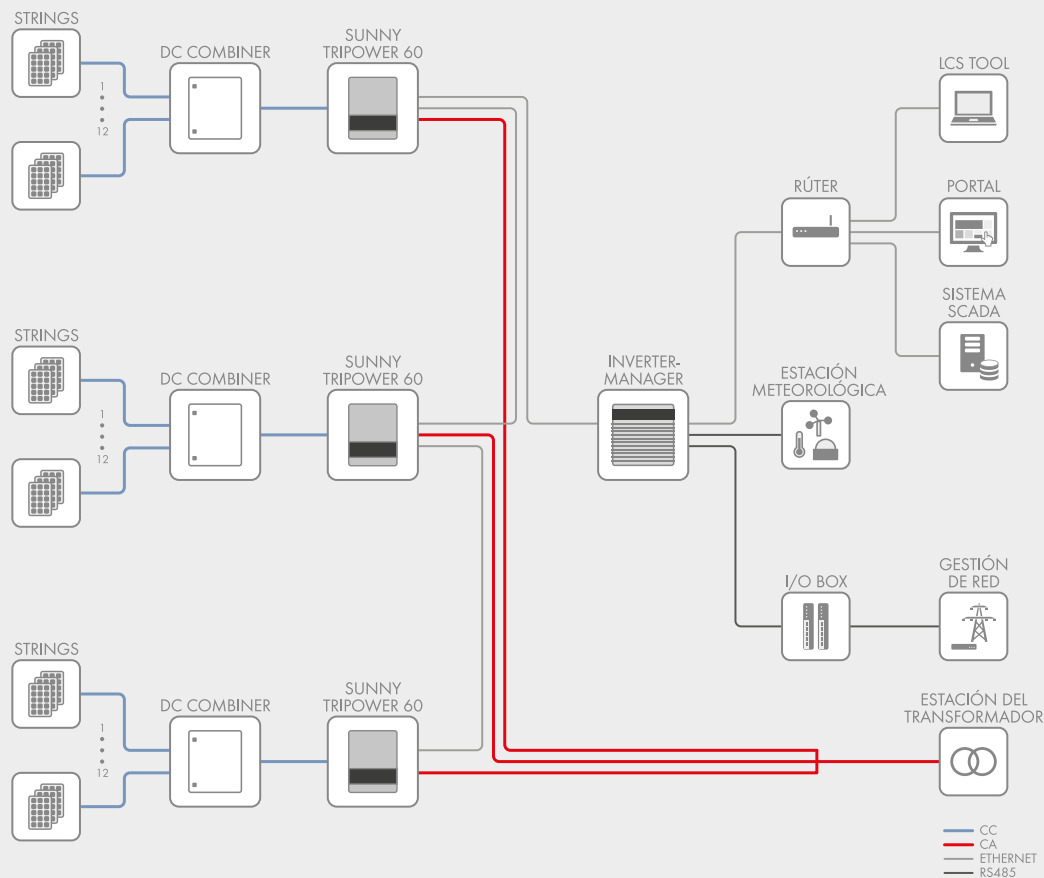 STRINGS
DC COMBINER
SUNNY
TRIPOWER 60
1
12
LCS TOOL
RÚTER
PORTAL
SISTEMA
SCADA
STRINGS
DC COMBINER
SUNNY
TRIPOWER 60
1
12
INVERTER-
MANAGER
ESTACIÓN
METEOROLÓGICA
I/O BOX
GESTIÓN
DE RED
STRINGS
DC COMBINER
SUNNY
TRIPOWER 60
1
12
ESTACIÓN DEL
TRANSFORMADOR
CC
CA
ETHERNET
RS485